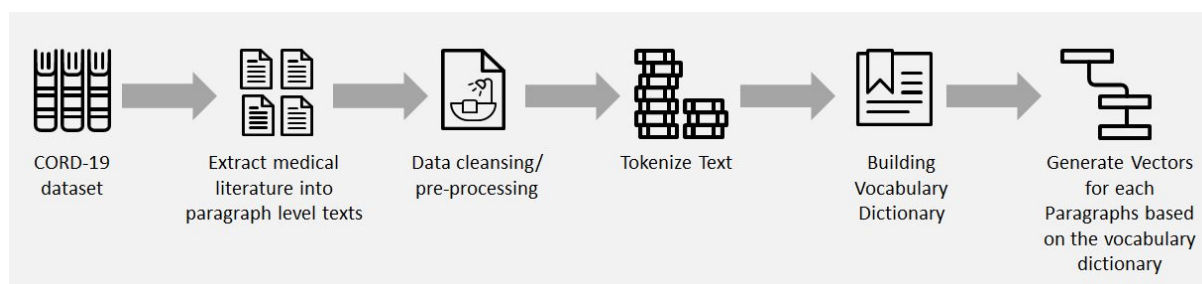 CORD-19
dataset
Extract medical
literature into
paragraph level texts
Data cleansing/
pre-processing
Tokenize Text
Building
Vocabulary
Dictionary
Generate Vectors
for each
Paragraphs based
on the vocabulary
dictionary